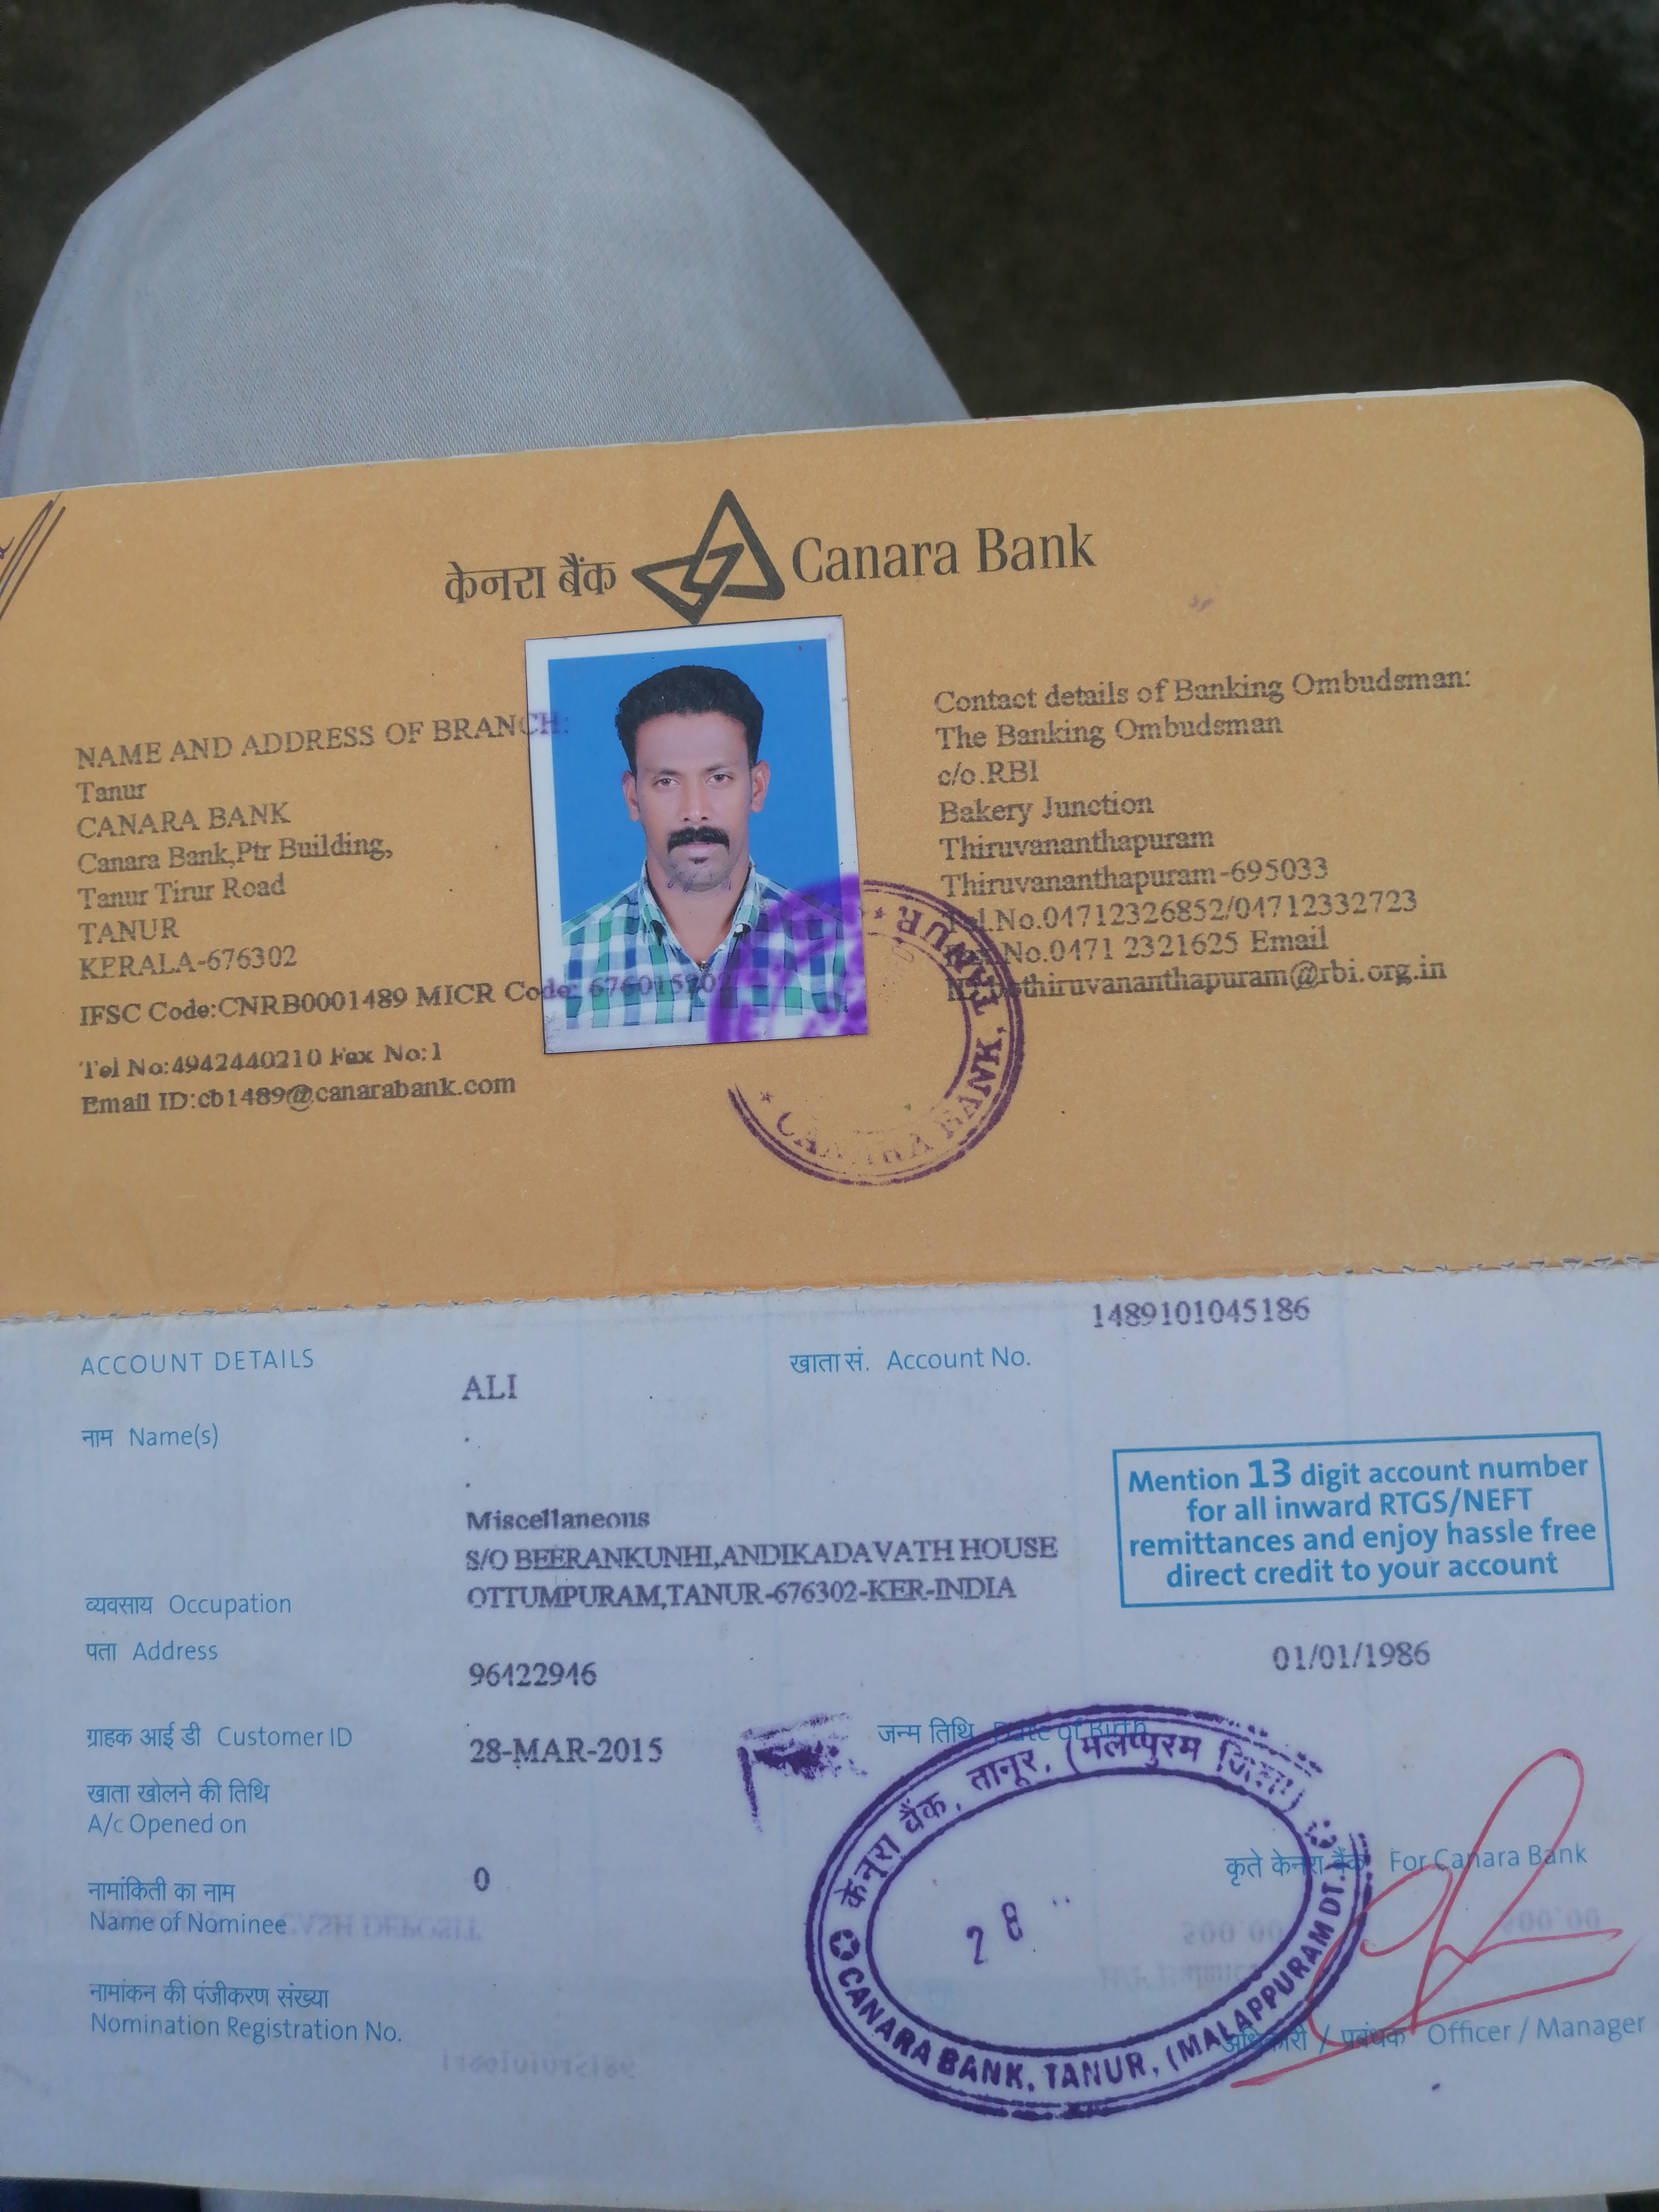 केनरा बैंक Canara Bank
NAME AND ADDRESS OF BRANCH:
Tanur
CANARA BANK
Canara Bank,Ptr Building,
Tanur Tirur Road
TANUR
KERALA-676302
IFSC Code:CNRB0001489 MICR Code:
Tel No:4942440210 Fax No:1
Email ID:cb1489@canarabank.com
Contact details of Banking Ombudsman:
The Banking Ombudsman
c/o.RBI
Bakery Junction
Thiruvananthapuram
Thiruvananthapuram-695033
Tel.No.04712326852/04712332723
No.0471 2321625 Email
thiruvananthapuram@rbi.org.in
CANARA BANK, TANUR
1489101045186
ACCOUNT DETAILS
खाता सं. Account No.
ALI
नाम Name(s)
Mention 13 digit account number
for all inward RTGS/NEFT
remittances and enjoy hassle free
direct credit to your account
Miscellaneous
S/O BEERANKUNHI,ANDIKADAVATH HOUSE
OTTUMPURAM,TANUR-676302-KER-INDIA
व्यवसाय Occupation
पता Address
96422946
01/01/1986
ग्राहक आई डी Customer ID
जन्म तिथि Date of Birth
28-MAR-2015
खाता खोलने की तिथि
A/c Opened on
0
नामांकिती का नाम
Name of Nominee
कृते केनरा बैंक For Canara Bank
केनरा बैंक, तानूर, (मलप्पुरम जिला)
28
CANARA BANK, TANUR, (MALAPPURAM DT.)
नामांकन की पंजीकरण संख्या
Nomination Registration No.
अधिकारी / प्रबंधक Officer / Manager